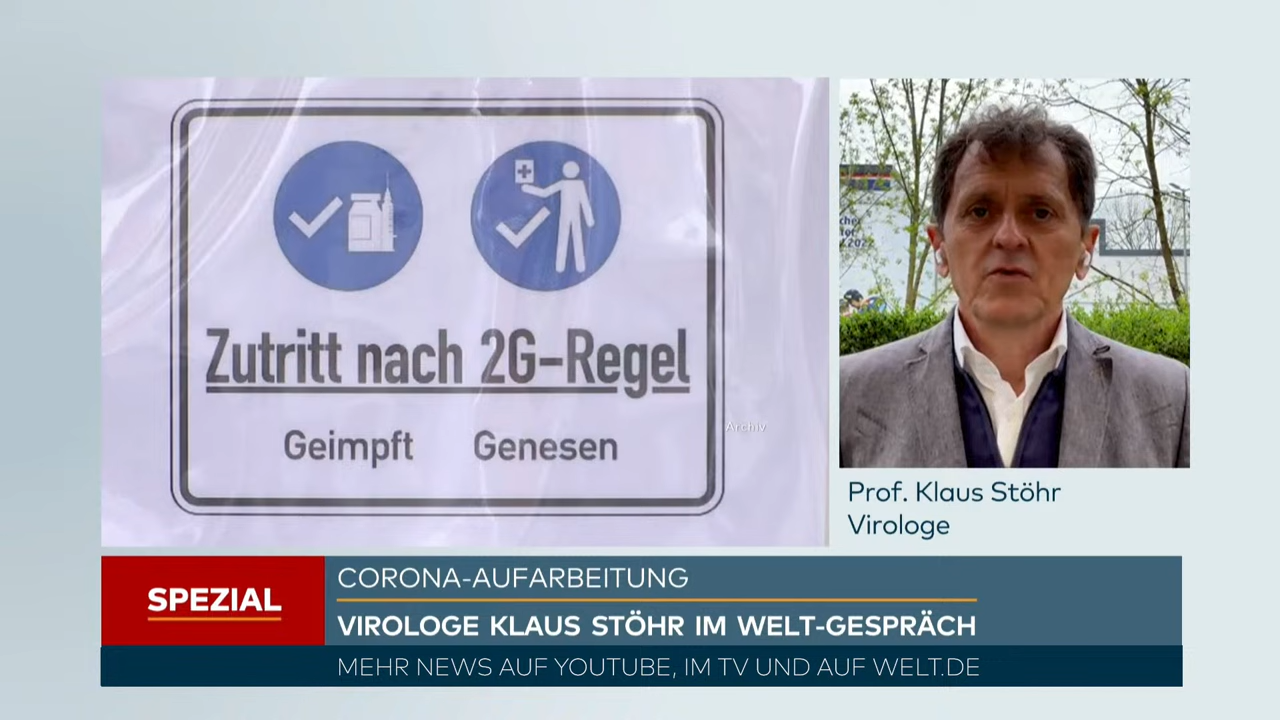 Zutritt nach 2G-Regel
Geimpft Genesen
Archiv
Prof. Klaus Stöhr
Virologe
SPEZIAL
CORONA-AUFARBEITUNG
VIROLOGE KLAUS STÖHR IM WELT-GESPRÄCH
MEHR NEWS AUF YOUTUBE, IM TV UND AUF WELT.DE